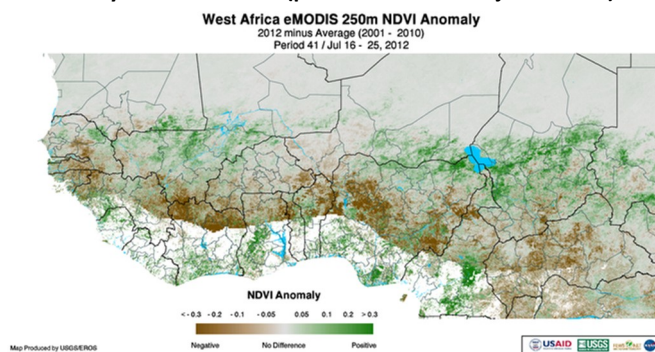 West Africa eMODIS 250m NDVI Anomaly
2012 minus Average (2001 - 2010)
Period 41 / Jul 16 - 25, 2012
NDVI Anomaly
< - 0.3 - 0.2 - 0.1 - 0.05 0.05 0.1 0.2 > 0.3
Negative No Difference Positive
Map Produced by USGS/EROS
USAID USGS